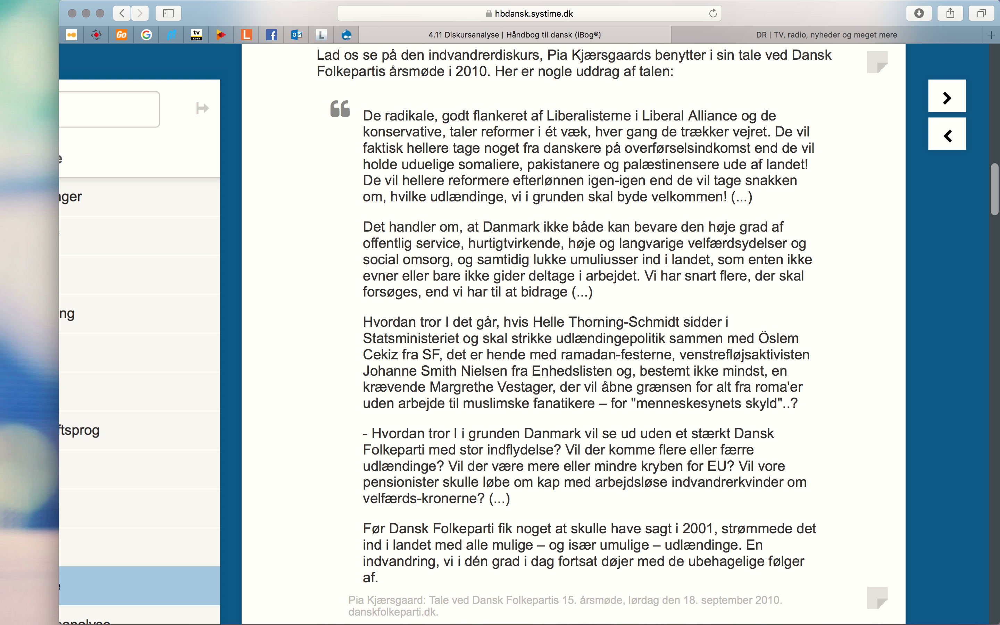 hbdansk.systime.dk
Go
G
tv
DR
L
f
L
4.11 Diskursanalyse | Håndbog til dansk (iBog®)
DR | TV, radio, nyheder og meget mere
Lad os se på den indvandrerdiskurs, Pia Kjærsgaards benytter i sin tale ved Dansk
Folkepartis årsmøde i 2010. Her er nogle uddrag af talen:
De radikale, godt flankeret af Liberalisterne i Liberal Alliance og de
konservative, taler reformer i ét væk, hver gang de trækker vejret. De vil
faktisk hellere tage noget fra danskere på overførselsindkomst end de vil
holde uduelige somaliere, pakistanere og palæstinensere ude af landet!
De vil hellere reformere efterlønnen igen-igen end de vil tage snakken
om, hvilke udlændinge, vi i grunden skal byde velkommen! (...)
Det handler om, at Danmark ikke både kan bevare den høje grad af
offentlig service, hurtigtvirkende, høje og langvarige velfærdsydelser og
social omsorg, og samtidig lukke umuliusser ind i landet, som enten ikke
evner eller bare ikke gider deltage i arbejdet. Vi har snart flere, der skal
forsøges, end vi har til at bidrage (...)
Hvordan tror I det går, hvis Helle Thorning-Schmidt sidder i
Statsministeriet og skal strikke udlændingepolitik sammen med Öslem
Cekiz fra SF, det er hende med ramadan-festerne, venstrefløjsaktivisten
Johanne Smith Nielsen fra Enhedslisten og, bestemt ikke mindst, en
krævende Margrethe Vestager, der vil åbne grænsen for alt fra roma'er
uden arbejde til muslimske fanatikere – for "menneskesynets skyld"..?
- Hvordan tror I i grunden Danmark vil se ud uden et stærkt Dansk
Folkeparti med stor indflydelse? Vil der komme flere eller færre
udlændinge? Vil der være mere eller mindre kryben for EU? Vil vore
pensionister skulle løbe om kap med arbejdsløse indvandrerkvinder om
velfærds-kronerne? (...)
Før Dansk Folkeparti fik noget at skulle have sagt i 2001, strømmede det
ind i landet med alle mulige – og især umulige – udlændinge. En
indvandring, vi i dén grad i dag fortsat døjer med de ubehagelige følger
af.
Pia Kjærsgaard: Tale ved Dansk Folkepartis 15. årsmøde, lørdag den 18. september 2010.
danskfolkeparti.dk.
nger
ng
ftsprog